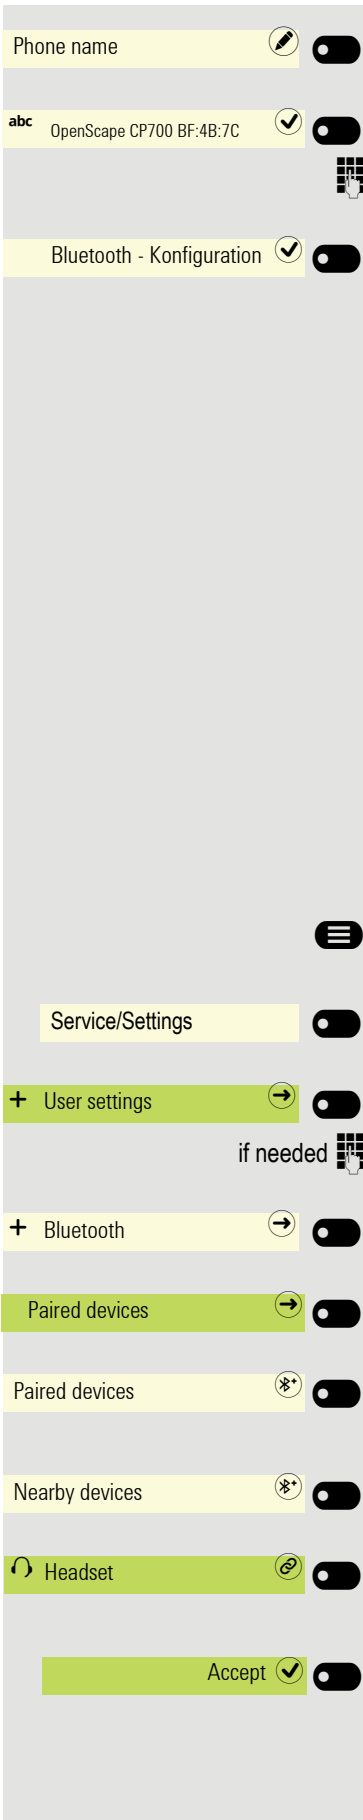 Phone name
abc OpenScape CP700 BF:4B:7C
Bluetooth - Konfiguration
Service/Settings
+ User settings
if needed
+ Bluetooth
Paired devices
Paired devices
Nearby devices
Headset
Accept